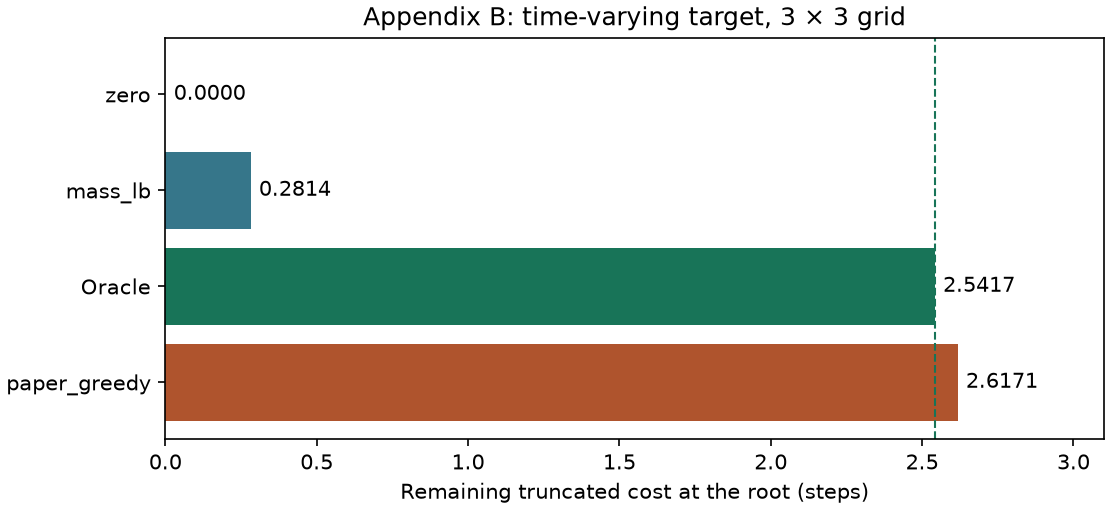 Appendix B: time-varying target, 3 × 3 grid
zero 0.0000
mass_lb 0.2814
Oracle 2.5417
paper_greedy 2.6171
0.0 0.5 1.0 1.5 2.0 2.5 3.0
Remaining truncated cost at the root (steps)